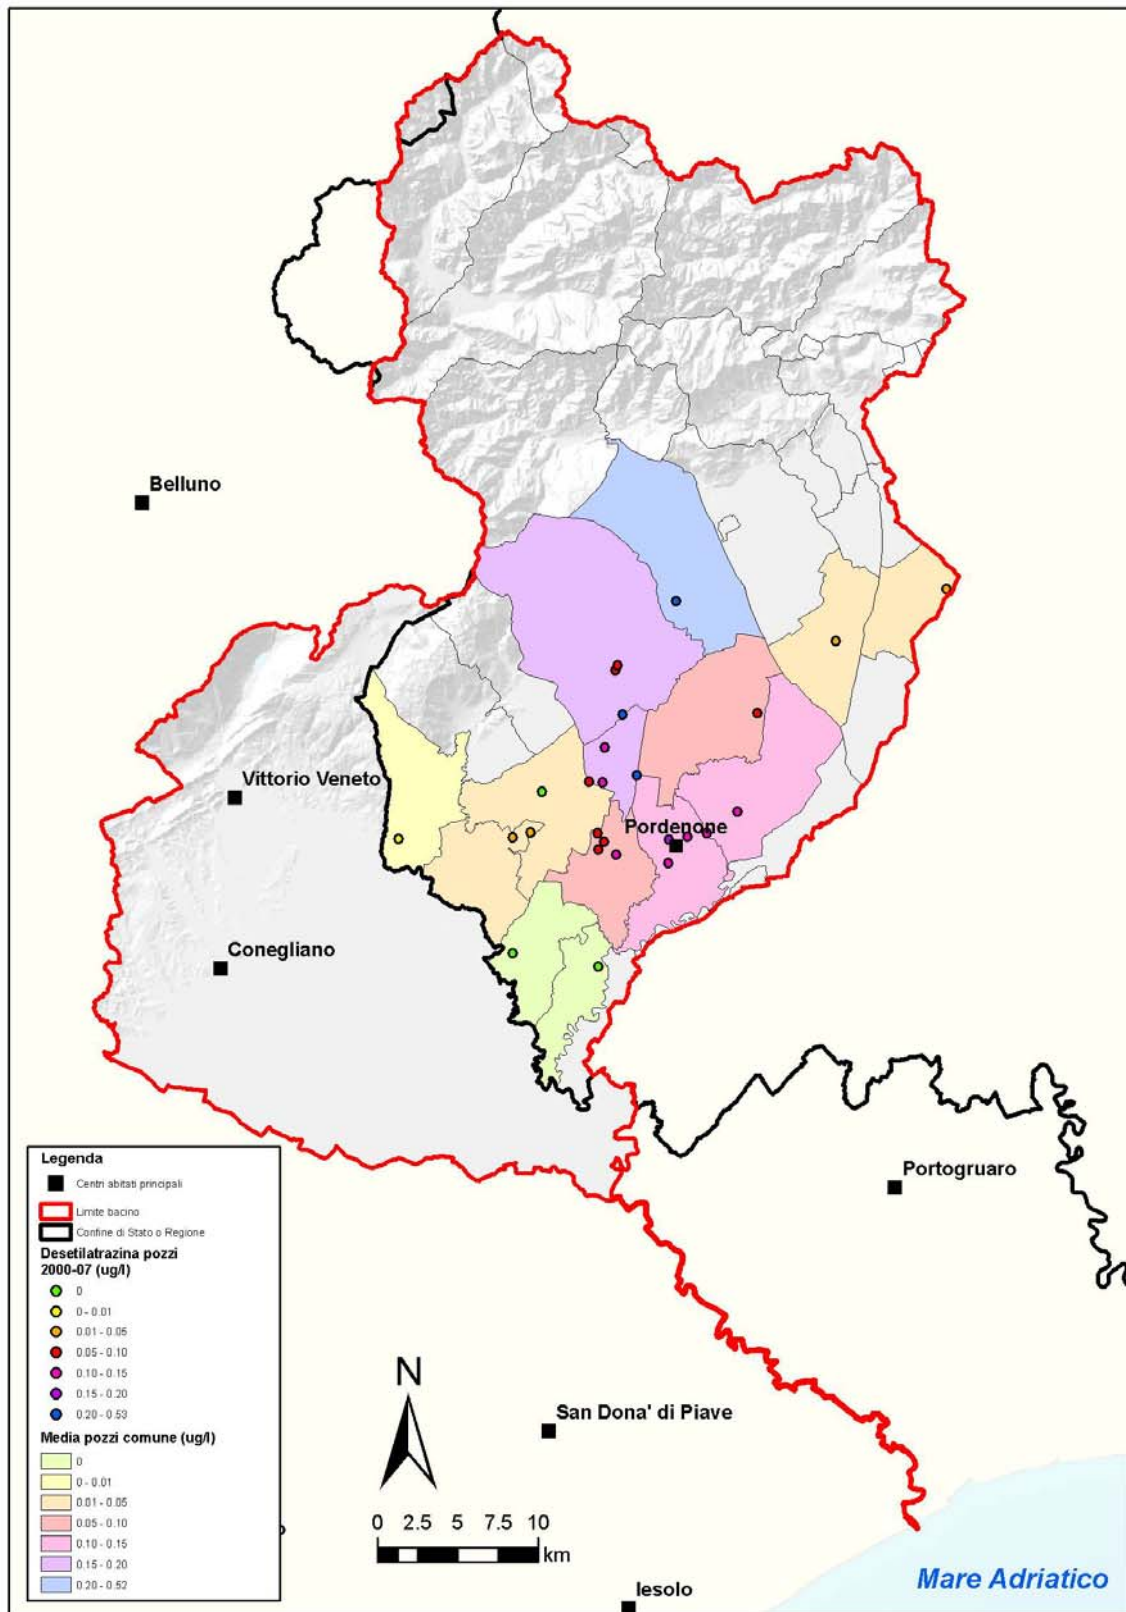 Belluno
Vittorio Veneto
Pordenone
Conegliano
Portogruaro
San Dona' di Piave
Iesolo
Mare Adriatico
N
0 2.5 5 7.5 10
km
Legenda
Centri abitati principali
Limite bacino
Confine di Stato o Regione
Desetilatrazina pozzi
2000-07 (ug/l)
0
0 - 0.01
0.01 - 0.05
0.05 - 0.10
0.10 - 0.15
0.15 - 0.20
0.20 - 0.53
Media pozzi comune (ug/l)
0
0 - 0.01
0.01 - 0.05
0.05 - 0.10
0.10 - 0.15
0.15 - 0.20
0.20 - 0.52